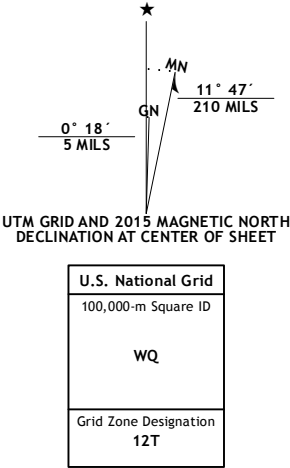 MN
GN
11° 47´
210 MILS
0° 18´
5 MILS
UTM GRID AND 2015 MAGNETIC NORTH
DECLINATION AT CENTER OF SHEET
U.S. National Grid
100,000-m Square ID
WQ
Grid Zone Designation
12T